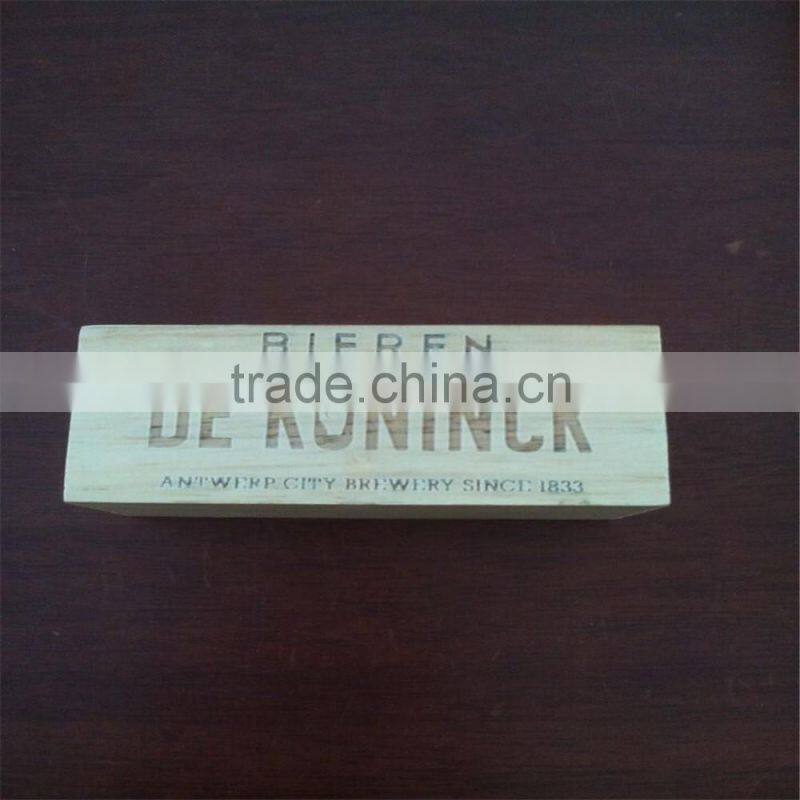 BIEREN
trade.china.cn
DE KONINCK
ANTWERP CITY BREWERY SINCE 1833